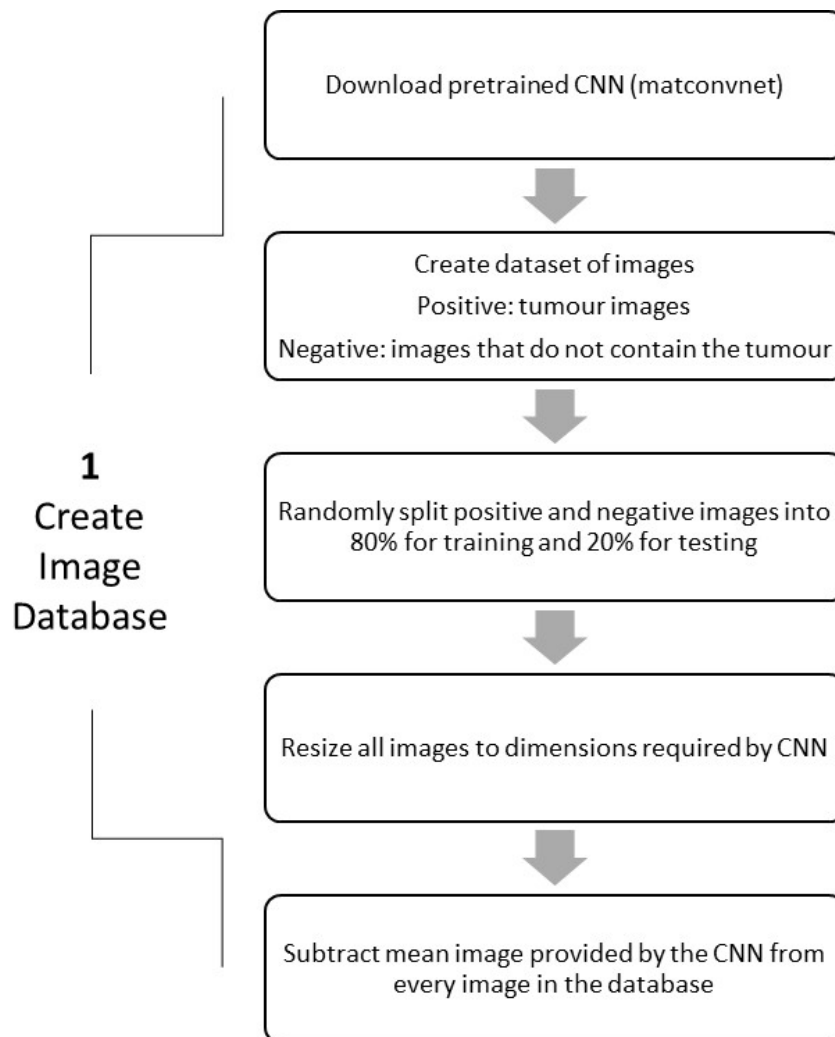 Download pretrained CNN (matconvnet)
Create dataset of images
Positive: tumour images
Negative: images that do not contain the tumour
1
Create
Image
Database
Randomly split positive and negative images into
80% for training and 20% for testing
Resize all images to dimensions required by CNN
Subtract mean image provided by the CNN from
every image in the database